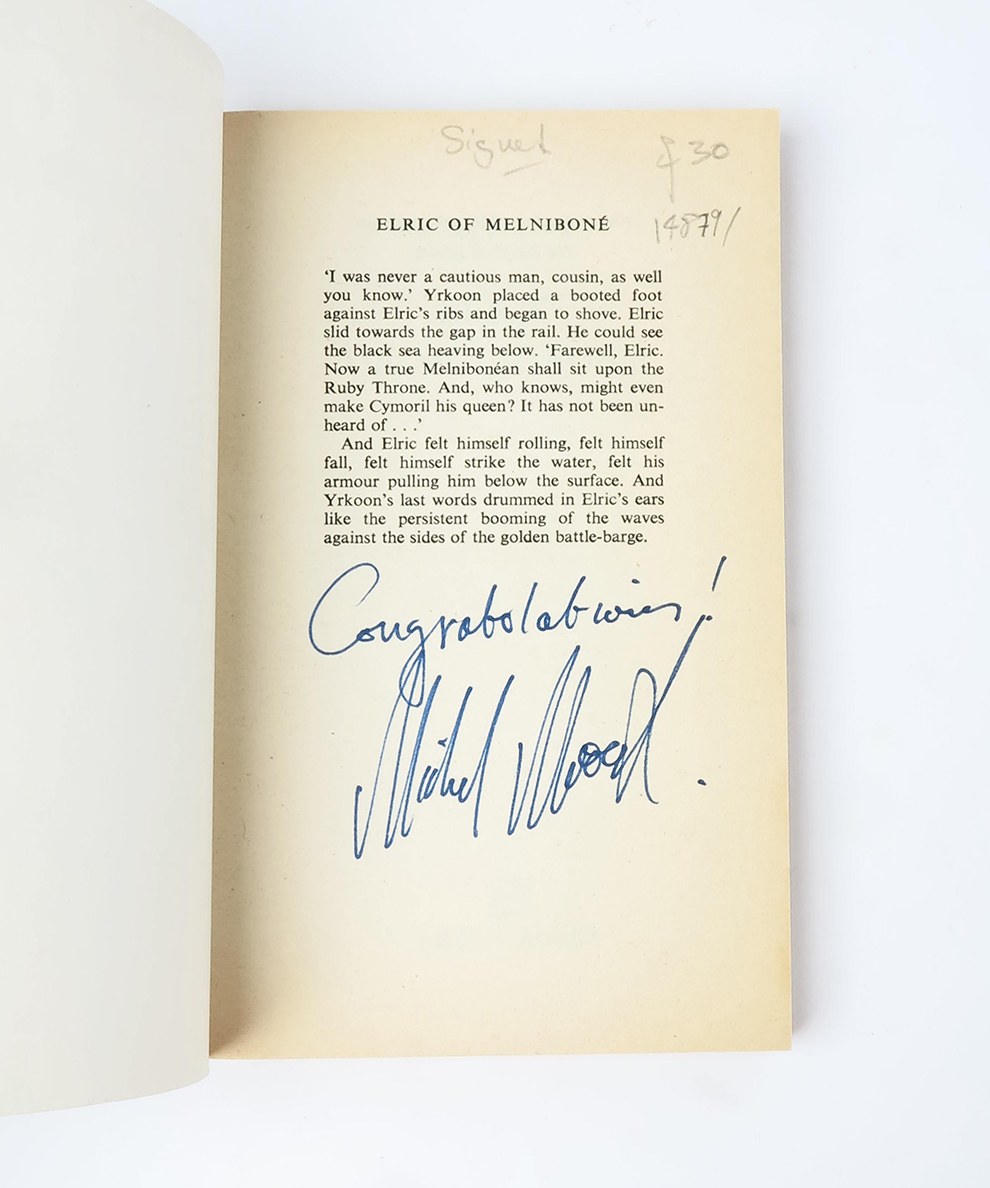 Signed
£30
14879/
ELRIC OF MELNIBONÉ
‘I was never a cautious man, cousin, as well
you know.’ Yrkoon placed a booted foot
against Elric’s ribs and began to shove. Elric
slid towards the gap in the rail. He could see
the black sea heaving below. ‘Farewell, Elric.
Now a true Melnibonéan shall sit upon the
Ruby Throne. And, who knows, might even
make Cymoril his queen? It has not been un-
heard of . . .’
And Elric felt himself rolling, felt himself
fall, felt himself strike the water, felt his
armour pulling him below the surface. And
Yrkoon’s last words drummed in Elric’s ears
like the persistent booming of the waves
against the sides of the golden battle-barge.
Congratulations!
Michael Moorcock